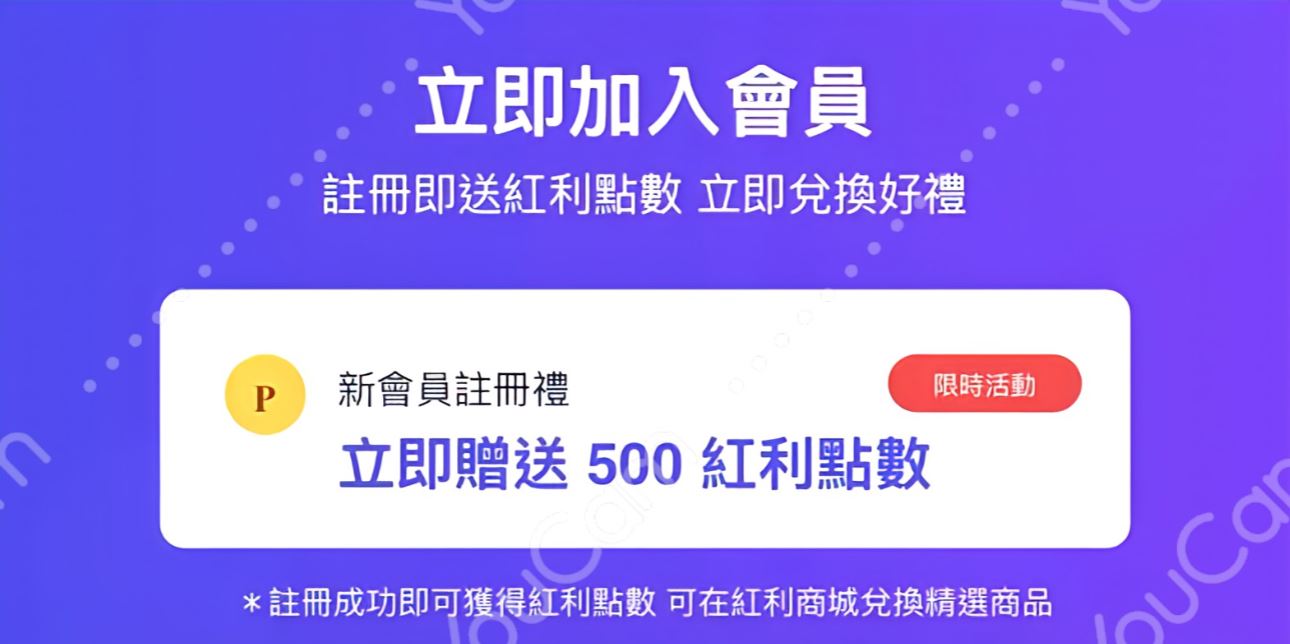 立即加入會員
註冊即送紅利點數 立即兌換好禮
P
新會員註冊禮
限時活動
立即贈送 500 紅利點數
*註冊成功即可獲得紅利點數 可在紅利商城兌換精選商品
YouCan
YouCan